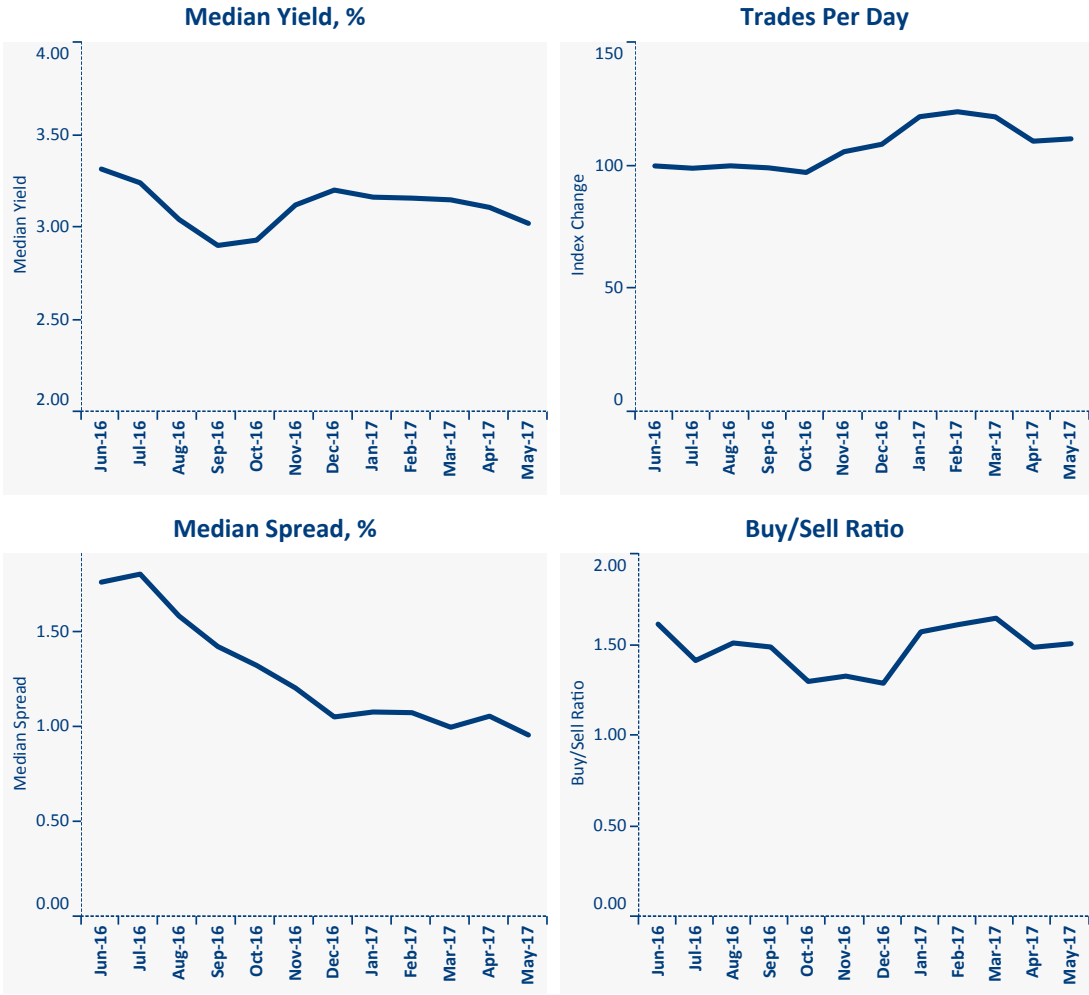 Median Yield, %
4.00
3.50
3.00
2.50
2.00
Median Yield
Jun-16
Jul-16
Aug-16
Sep-16
Oct-16
Nov-16
Dec-16
Jan-17
Feb-17
Mar-17
Apr-17
May-17
Trades Per Day
150
100
50
0
Index Change
Jun-16
Jul-16
Aug-16
Sep-16
Oct-16
Nov-16
Dec-16
Jan-17
Feb-17
Mar-17
Apr-17
May-17
Median Spread, %
1.50
1.00
0.50
0.00
Median Spread
Jun-16
Jul-16
Aug-16
Sep-16
Oct-16
Nov-16
Dec-16
Jan-17
Feb-17
Mar-17
Apr-17
May-17
Buy/Sell Ratio
2.00
1.50
1.00
0.50
0.00
Buy/Sell Ratio
Jun-16
Jul-16
Aug-16
Sep-16
Oct-16
Nov-16
Dec-16
Jan-17
Feb-17
Mar-17
Apr-17
May-17